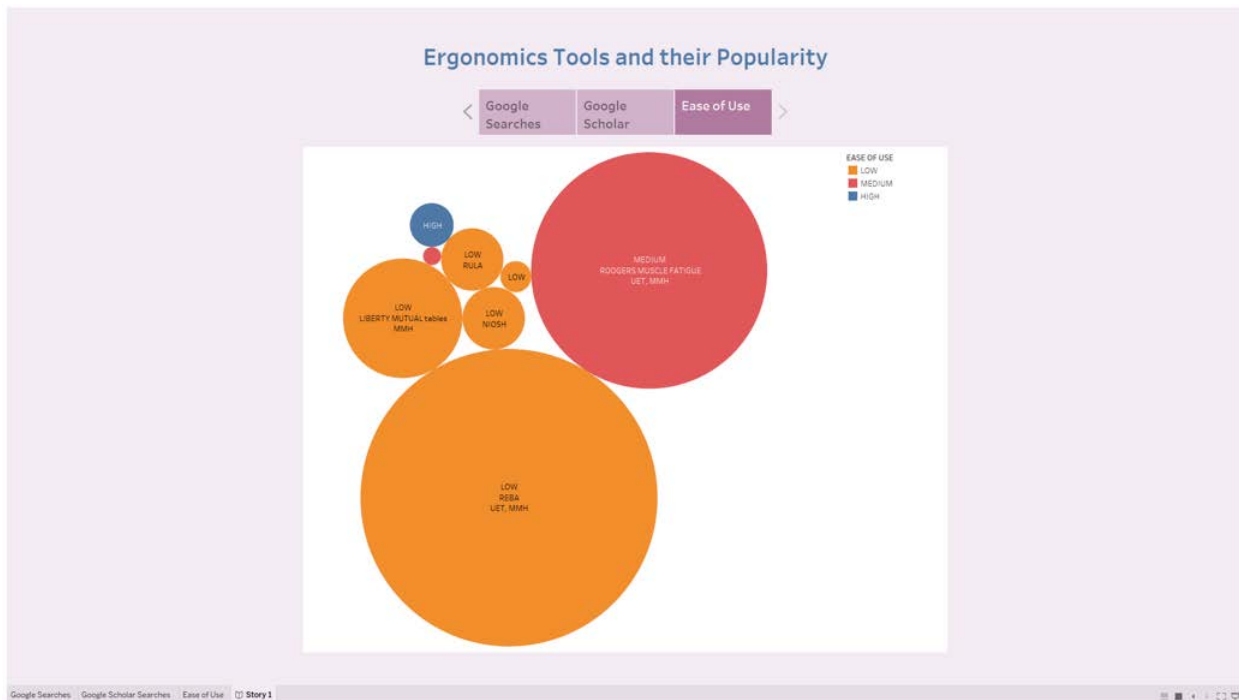 Ergonomics Tools and their Popularity
Google
Searches
Google
Scholar
Ease of Use
EASE OF USE
LOW
MEDIUM
HIGH
HIGH
LOW
RULA
LOW
MEDIUM
RODGERS MUSCLE FATIGUE
UET, MMH
LOW
LIBERTY MUTUAL tables
MMH
LOW
NIOSH
LOW
REBA
UET, MMH
Google Searches
Google Scholar Searches
Ease of Use
Story 1